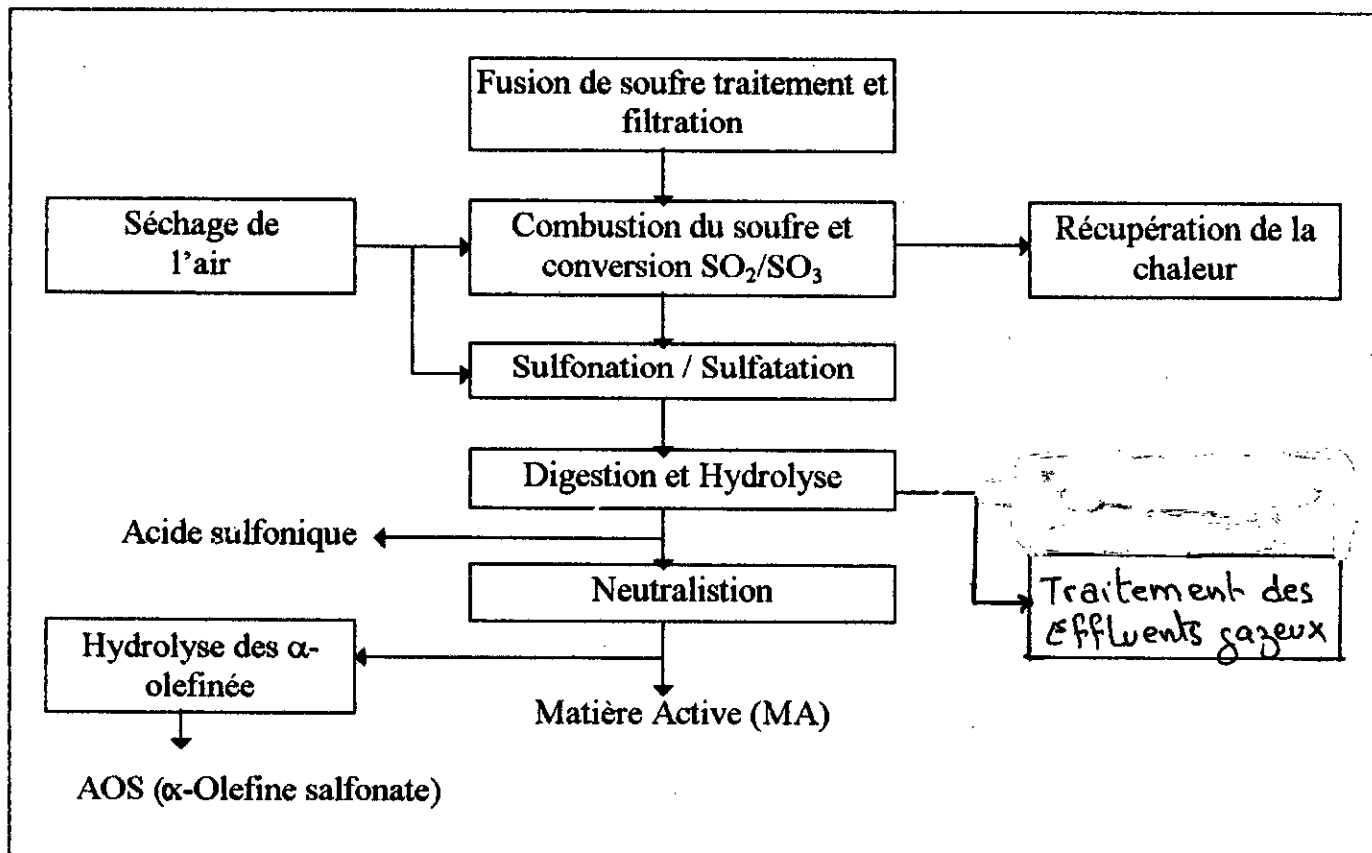 Fusion de soufre traitement et
filtration
Séchage de
l'air
Combustion du soufre et
conversion SO₂/SO₃
Récupération de la
chaleur
Sulfonation / Sulfatation
Digestion et Hydrolyse
Acide sulfonique
Neutralistion
Traitement des
Effluents gazeux
Hydrolyse des α-
olefinée
Matière Active (MA)
AOS (α-Olefine salfonate)